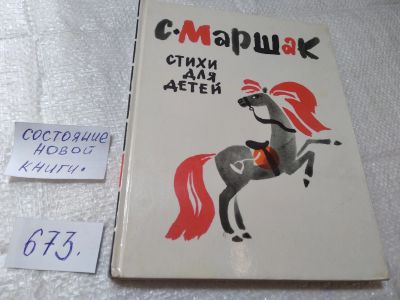 С. Маршак
СТИХИ
ДЛЯ
ДЕТЕЙ
СОСТОЯНИЕ
НОВОЙ
КНИГИ.
673.